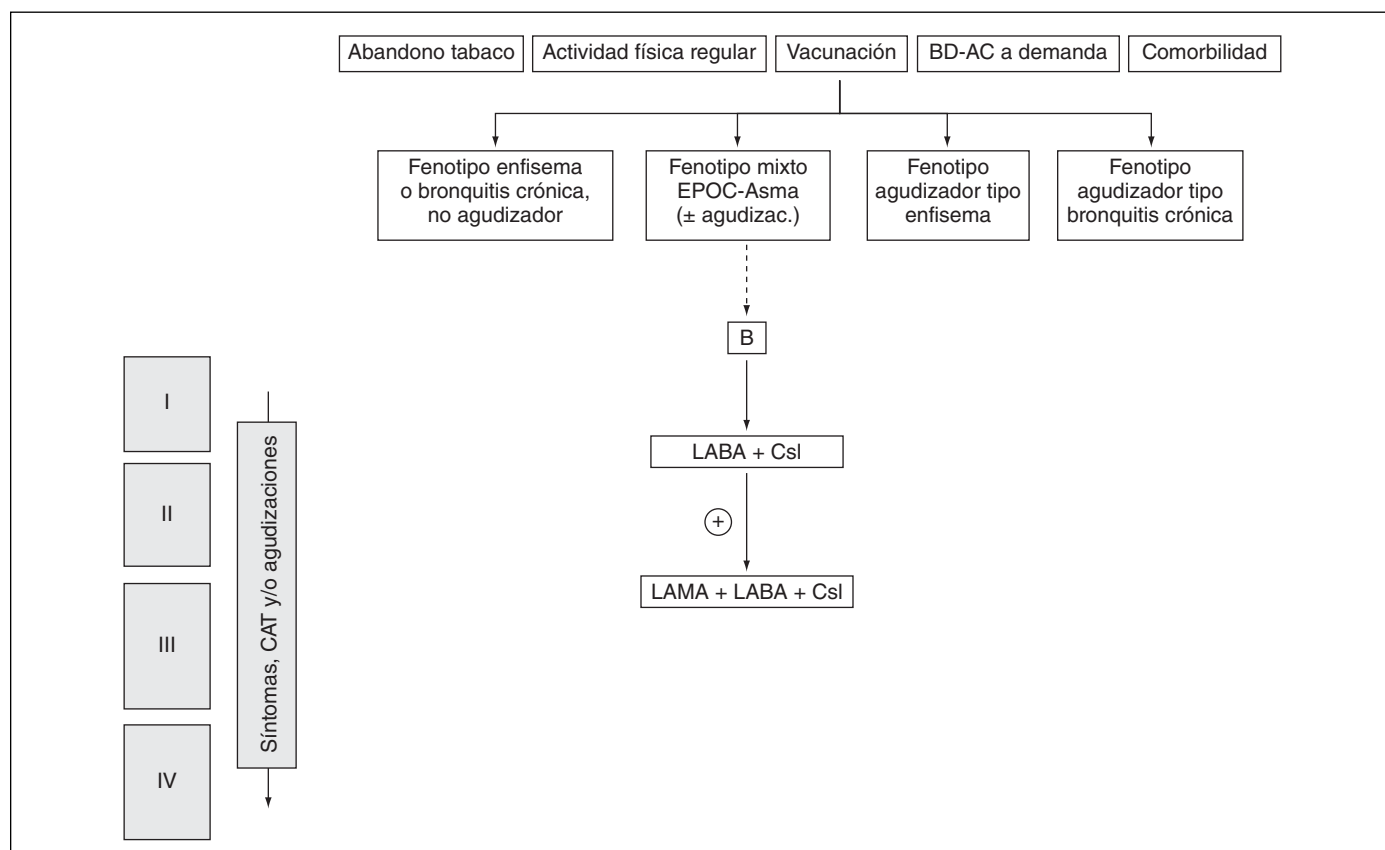 Abandono tabaco
Actividad física regular
Vacunación
BD-AC a demanda
Comorbilidad
Fenotipo enfisema
o bronquitis crónica,
no agudizador
Fenotipo mixto
EPOC-Asma
(± agudizac.)
Fenotipo
agudizador tipo
enfisema
Fenotipo
agudizador tipo
bronquitis crónica
B
LABA + CsI
+
LAMA + LABA + CsI
I
II
III
IV
Síntomas, CAT y/o agudizaciones